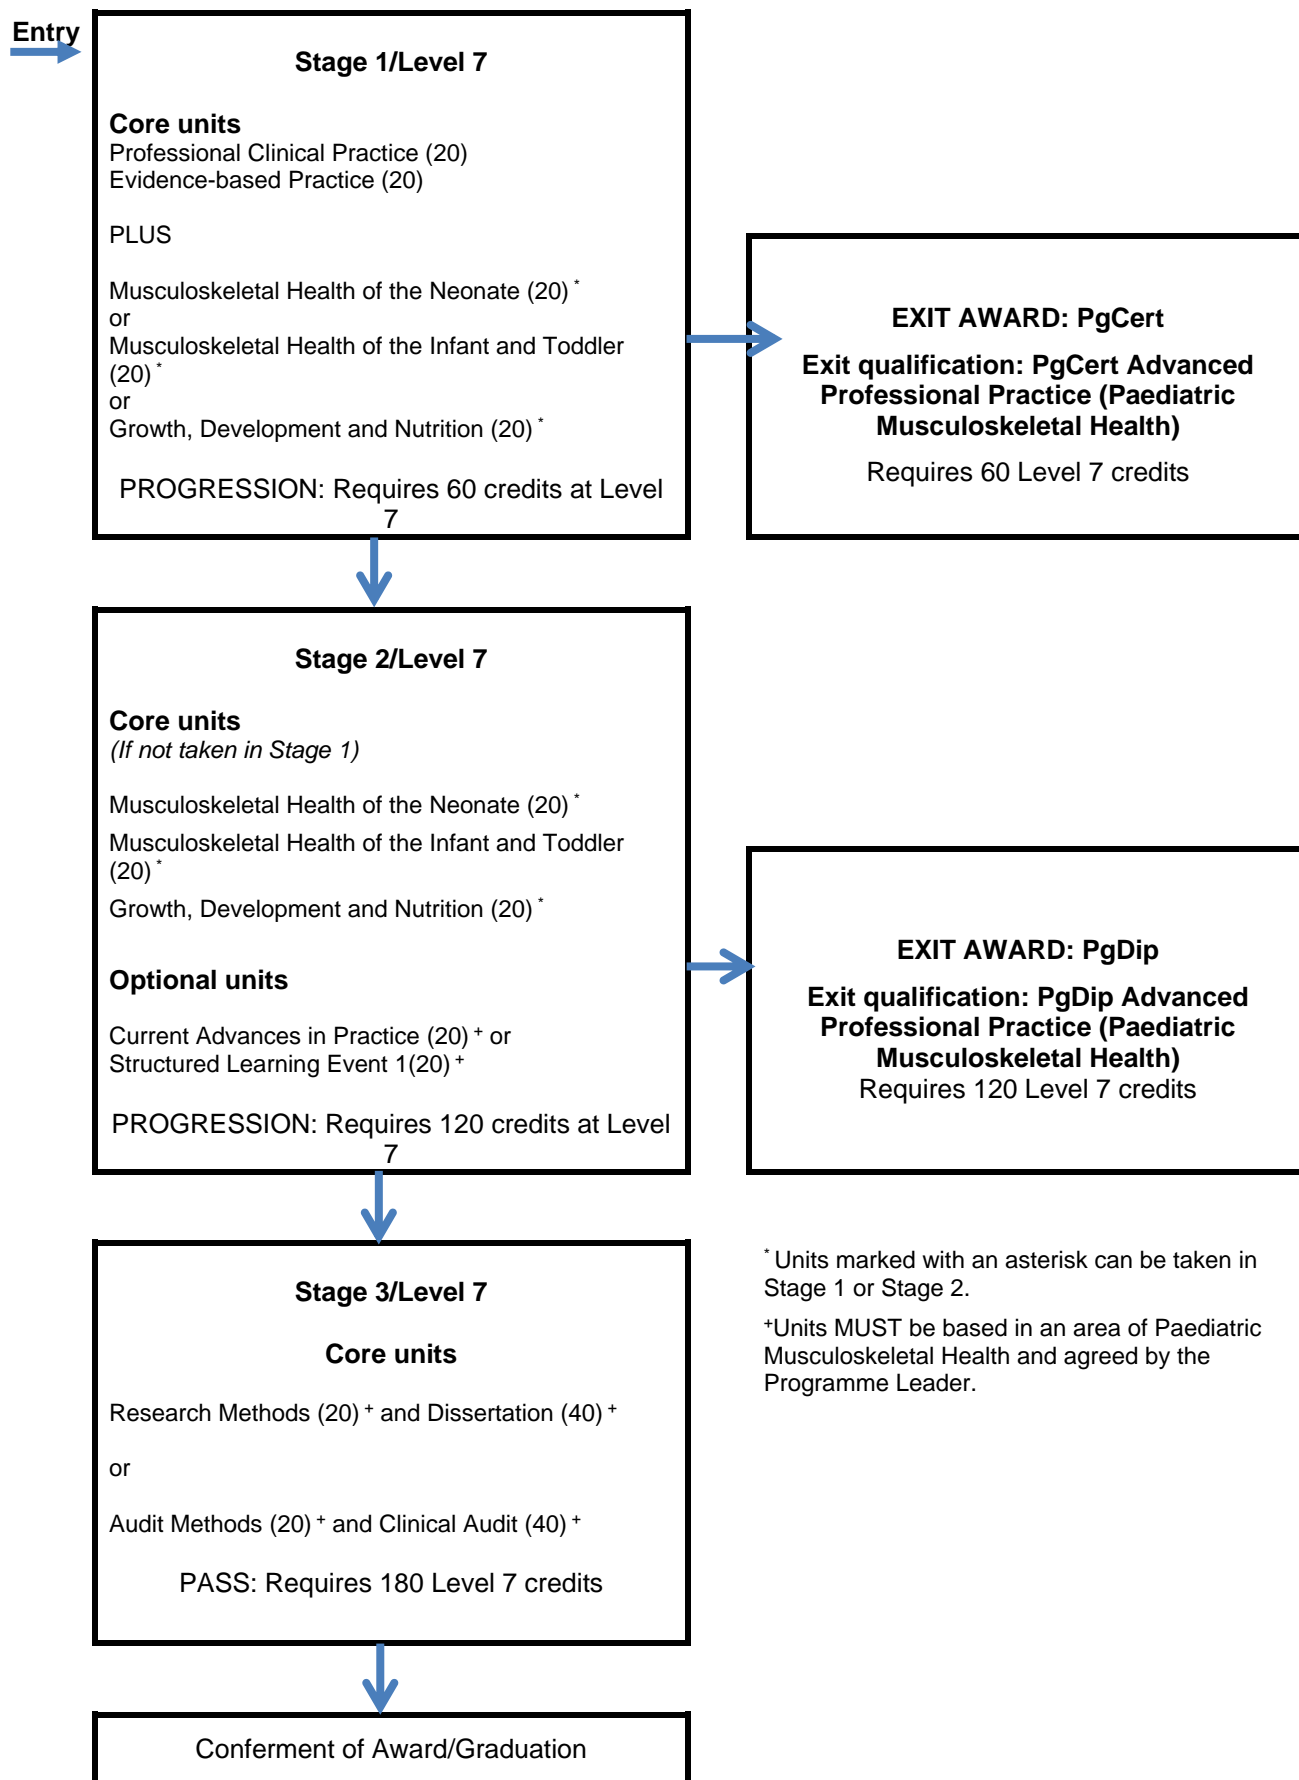 Entry
Stage 1/Level 7
Core units
Professional Clinical Practice (20)
Evidence-based Practice (20)
PLUS
Musculoskeletal Health of the Neonate (20) *
or
Musculoskeletal Health of the Infant and Toddler
(20) *
or
Growth, Development and Nutrition (20) *
PROGRESSION: Requires 60 credits at Level
7
EXIT AWARD: PgCert
Exit qualification: PgCert Advanced
Professional Practice (Paediatric
Musculoskeletal Health)
Requires 60 Level 7 credits
Stage 2/Level 7
Core units
(If not taken in Stage 1)
Musculoskeletal Health of the Neonate (20) *
Musculoskeletal Health of the Infant and Toddler
(20) *
Growth, Development and Nutrition (20) *
Optional units
Current Advances in Practice (20) + or
Structured Learning Event 1(20) +
PROGRESSION: Requires 120 credits at Level
7
EXIT AWARD: PgDip
Exit qualification: PgDip Advanced
Professional Practice (Paediatric
Musculoskeletal Health)
Requires 120 Level 7 credits
Stage 3/Level 7
Core units
Research Methods (20) + and Dissertation (40) +
or
Audit Methods (20) + and Clinical Audit (40) +
PASS: Requires 180 Level 7 credits
* Units marked with an asterisk can be taken in
Stage 1 or Stage 2.
+Units MUST be based in an area of Paediatric
Musculoskeletal Health and agreed by the
Programme Leader.
Conferment of Award/Graduation